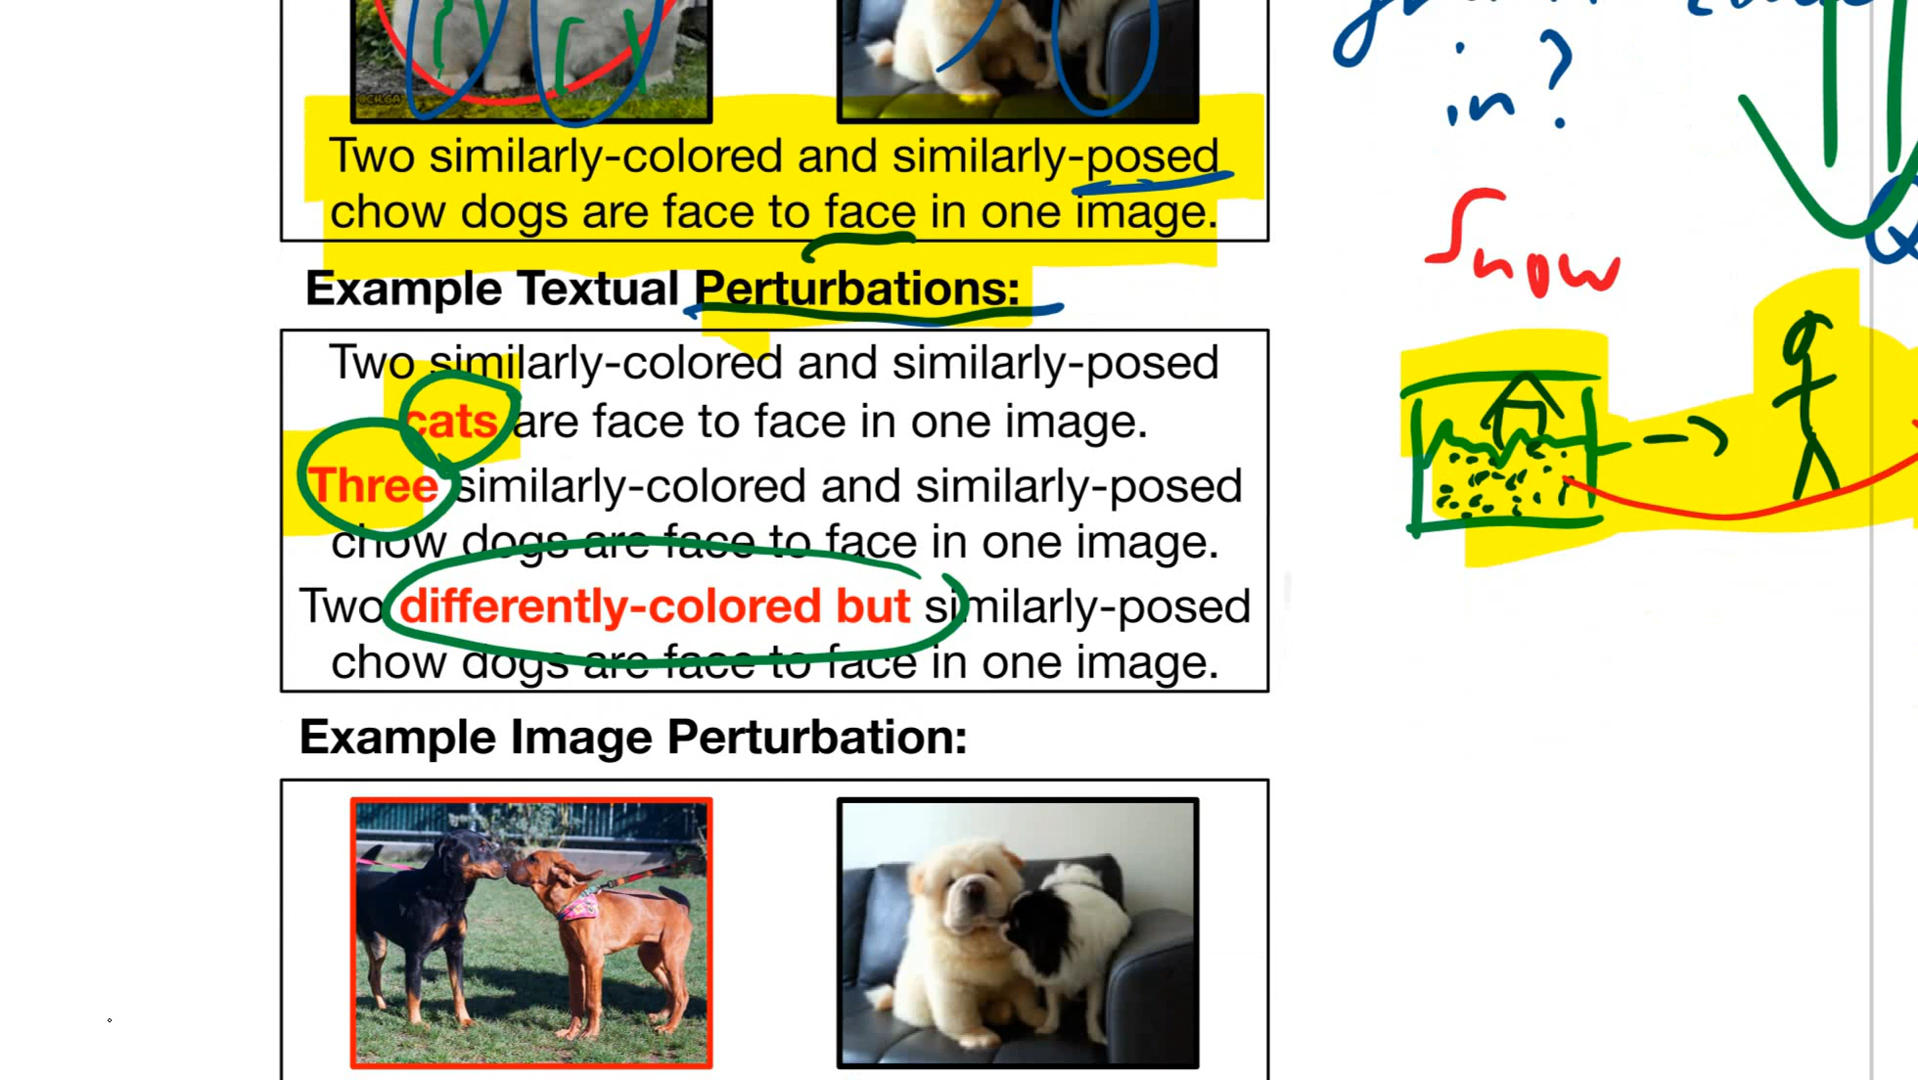 Two similarly-colored and similarly-posed
chow dogs are face to face in one image.
Example Textual Perturbations:
Two similarly-colored and similarly-posed
cats are face to face in one image.
Three similarly-colored and similarly-posed
chow dogs are face to face in one image.
Two differently-colored but similarly-posed
chow dogs are face to face in one image.
Example Image Perturbation:
in?
Snow